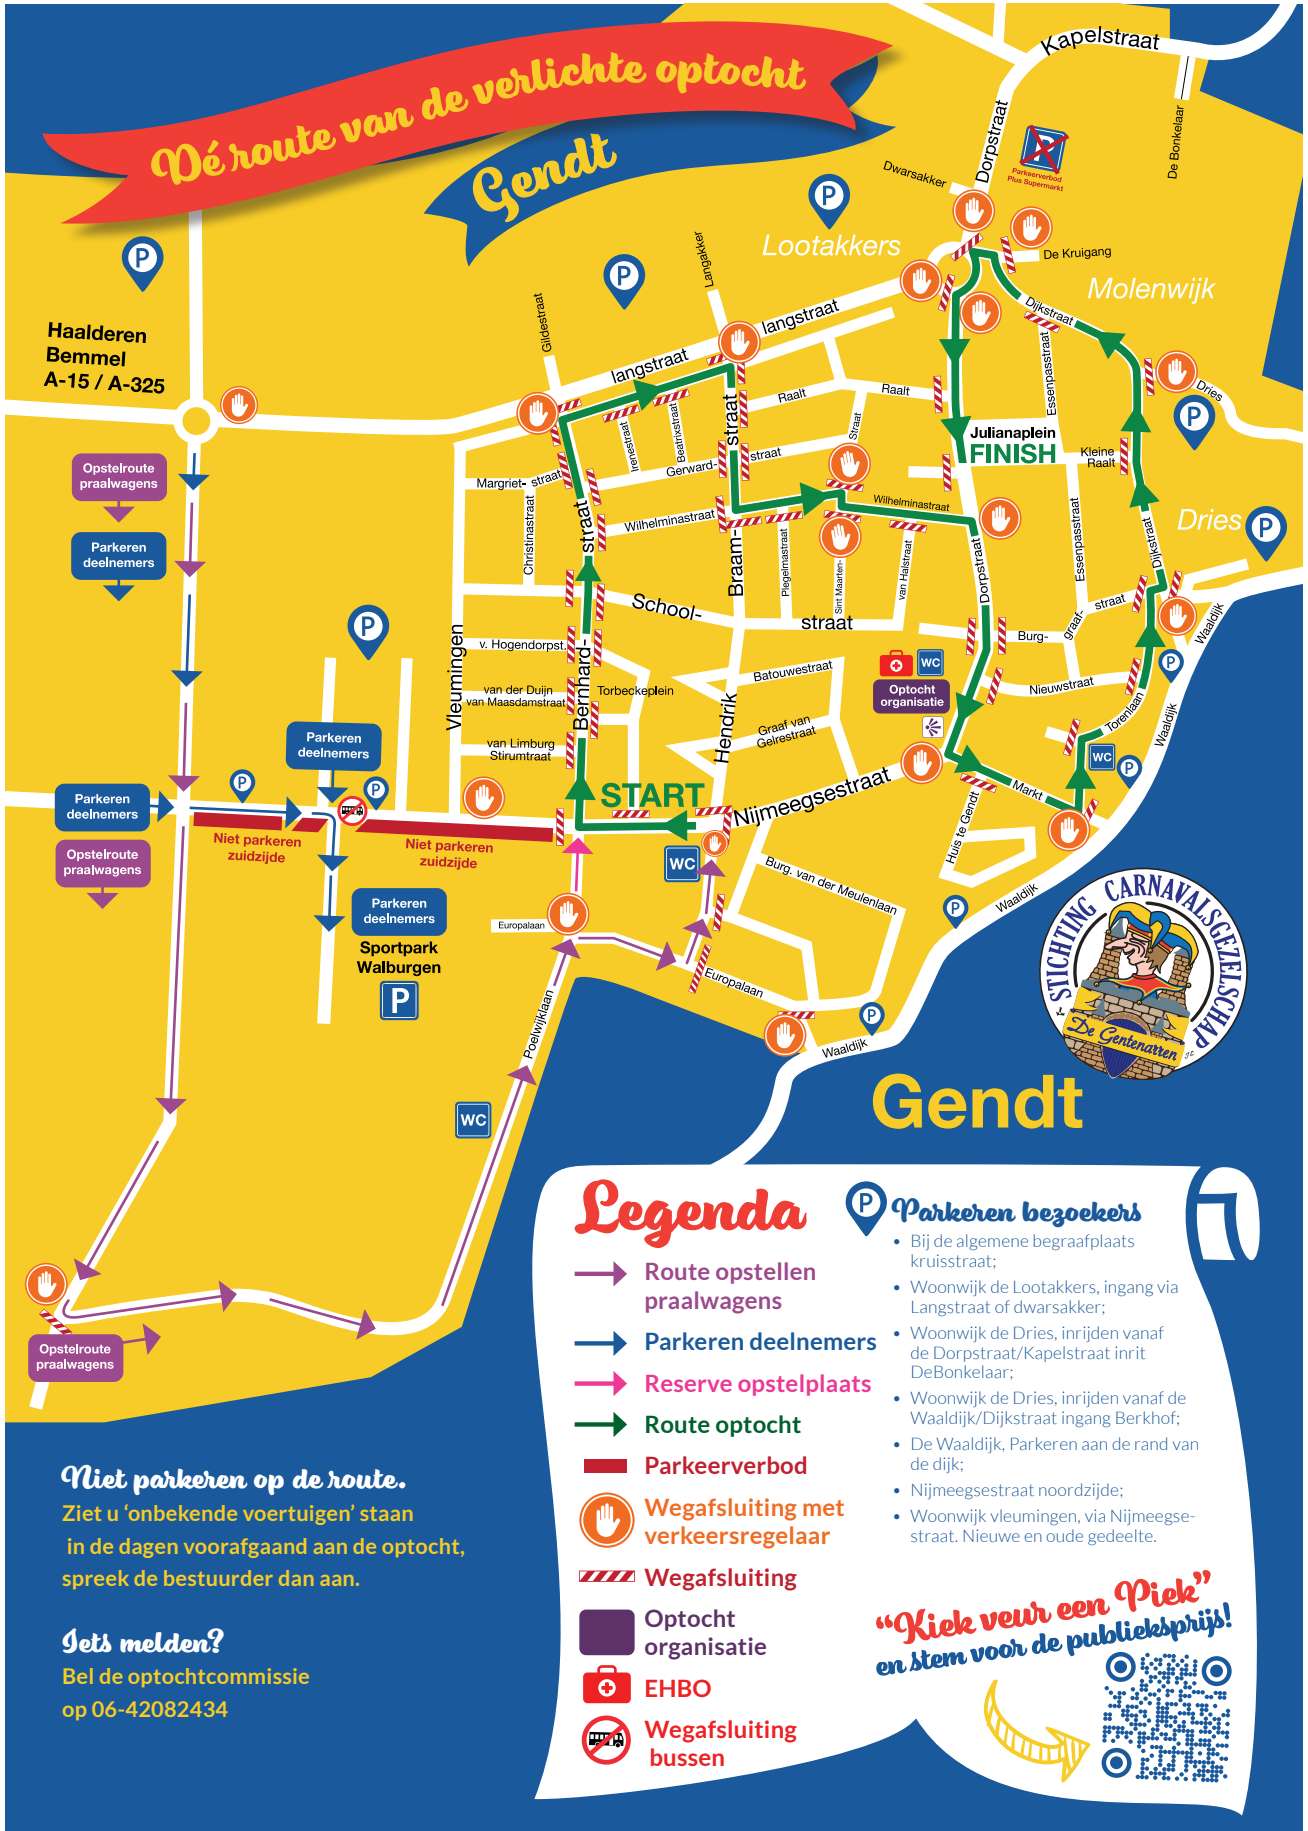 Dé route van de verlichte optocht
Gendt
Kapelstraat
Dorpstraat
De Bonkelaar
P
Parkeerverbod
Plus Supermarkt
Dwarsakker
P
Lootakkers
De Kruigang
Molenwijk
P
P
Langakker
Gildestraat
langstraat
langstraat
Dijkstraat
Haalderen
Bemmel
A-15 / A-325
Essenpasstraat
Dries
P
Raalt
Raalt
Straat
straat
Irenestraat
Beatrixstraat
Julianaplein
FINISH
Kleine
Raalt
Opstelroute
praalwagens
Margriet-
straat
Gerward-
straat
Christinastraat
Wilhelminastraat
Wilhelminastraat
Dries
P
Parkeren
deelnemers
straat
Braam-
Plegelmastraat
Sint Maarten-
van Halstraat
Dorpstraat
Essenpasstraat
Dijkstraat
School-
straat
Burg-
graaf-
straat
Waaldijk
P
Vleumingen
v. Hogendorpst.
Bernhard-
van der Duijn
van Maasdamstraat
Torbeckeplein
Batouwestraat
WC
Optocht
organisatie
Nieuwstraat
P
Torenlaan
Waaldijk
Hendrik
Graaf van
Gelrestraat
van Limburg
Stirumtraat
Parkeren
deelnemers
WC
P
P
P
START
Nijmeegsestraat
Markt
Parkeren
deelnemers
Niet parkeren
zuidzijde
Niet parkeren
zuidzijde
Opstelroute
praalwagens
WC
Huis te Gendt
Burg. van der Meulenlaan
Waaldijk
P
Parkeren
deelnemers
Sportpark
Walburgen
P
Europalaan
Europalaan
Poelwijklaan
P
Waaldijk
STICHTING CARNAVALSGEZELSCHAP
De Gentenarren
Gendt
WC
Opstelroute
praalwagens
Legenda
Route opstellen
praalwagens
Parkeren deelnemers
Reserve opstelplaats
Route optocht
Parkeerverbod
Wegafsluiting met
verkeersregelaar
Wegafsluiting
Optocht
organisatie
EHBO
Wegafsluiting
bussen
P
Parkeren bezoekers
• Bij de algemene begraafplaats
kruisstraat;
• Woonwijk de Lootakkers, ingang via
Langstraat of dwarsakker;
• Woonwijk de Dries, inrijden vanaf
de Dorpstraat/Kapelstraat inrit
DeBonkelaar;
• Woonwijk de Dries, inrijden vanaf de
Waaldijk/Dijkstraat ingang Berkhof;
• De Waaldijk, Parkeren aan de rand van
de dijk;
• Nijmeegsestraat noordzijde;
• Woonwijk vleumingen, via Nijmeegse-
straat. Nieuwe en oude gedeelte.
"Kiek veur een Piek"
en stem voor de publieksprijs!
Niet parkeren op de route.
Ziet u ‘onbekende voertuigen’ staan
in de dagen voorafgaand aan de optocht,
spreek de bestuurder dan aan.
Iets melden?
Bel de optochtcommissie
op 06-42082434